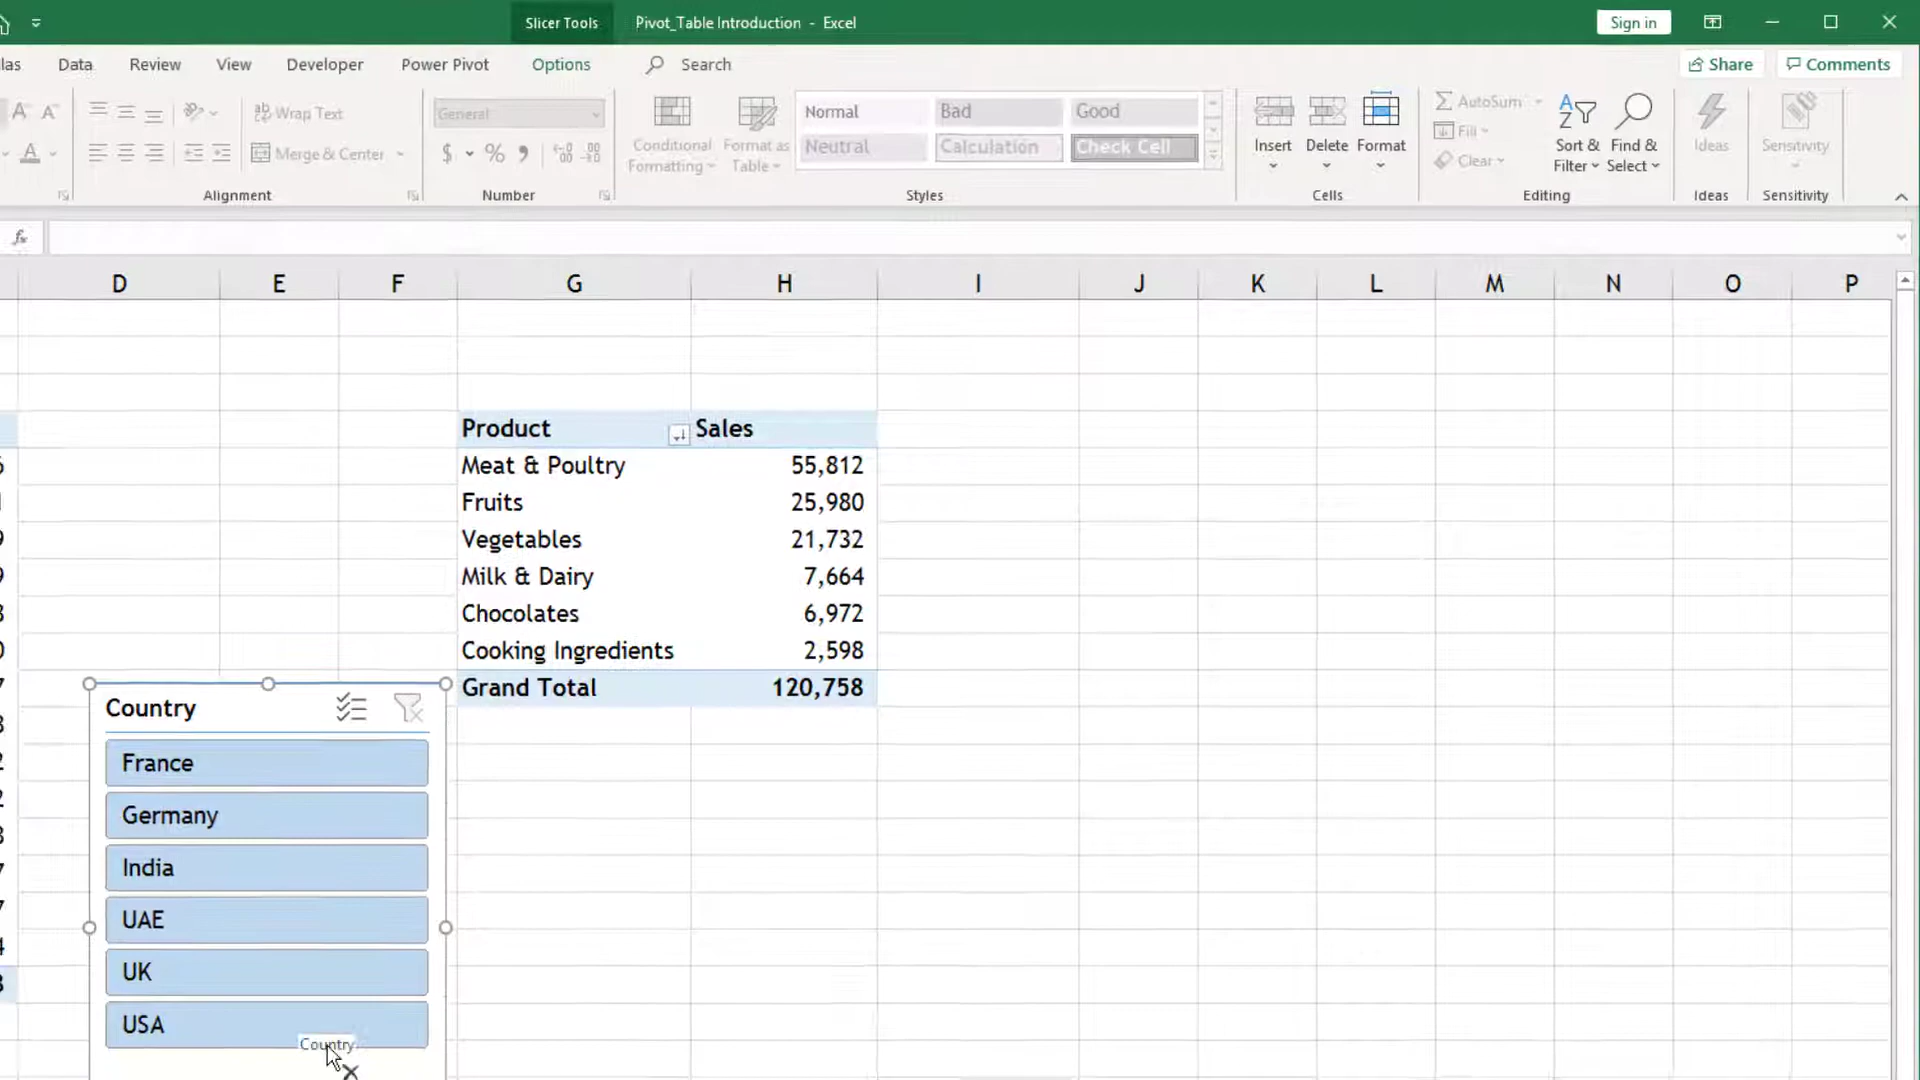 Slicer Tools Pivot_Table Introduction - Excel Sign in
las Data Review View Developer Power Pivot Options Search Share Comments
A A Wrap Text General Conditional Formatting Format as Table Normal Bad Good Insert Delete Format AutoSum Sort & Filter Find & Select Ideas Sensitivity
A Merge & Center $ % Neutral Calculation Check Cell Fill Clear
Alignment Number Styles Cells Editing Ideas Sensitivity
fx
D E F G H I J K L M N O P
Product Sales
Meat & Poultry 55,812
Fruits 25,980
Vegetables 21,732
Milk & Dairy 7,664
Chocolates 6,972
Cooking Ingredients 2,598
Grand Total 120,758
Country
France
Germany
India
UAE
UK
USA
Country